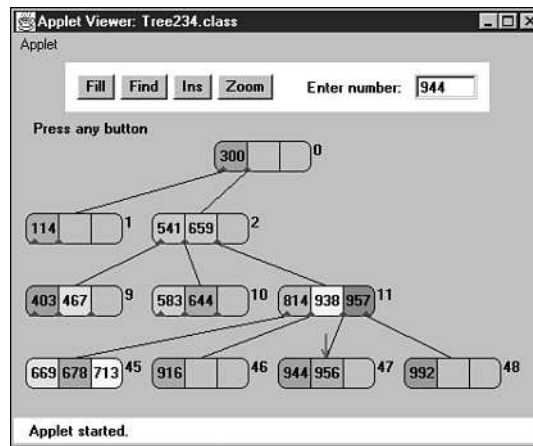 Applet Viewer: Tree234.class
Applet
Fill Find Ins Zoom Enter number: 944
Press any button
300 0
114 1 541 659 2
403 467 9 583 644 10 814 938 957 11
669 678 713 45 916 46 944 956 47 992 48
Applet started.